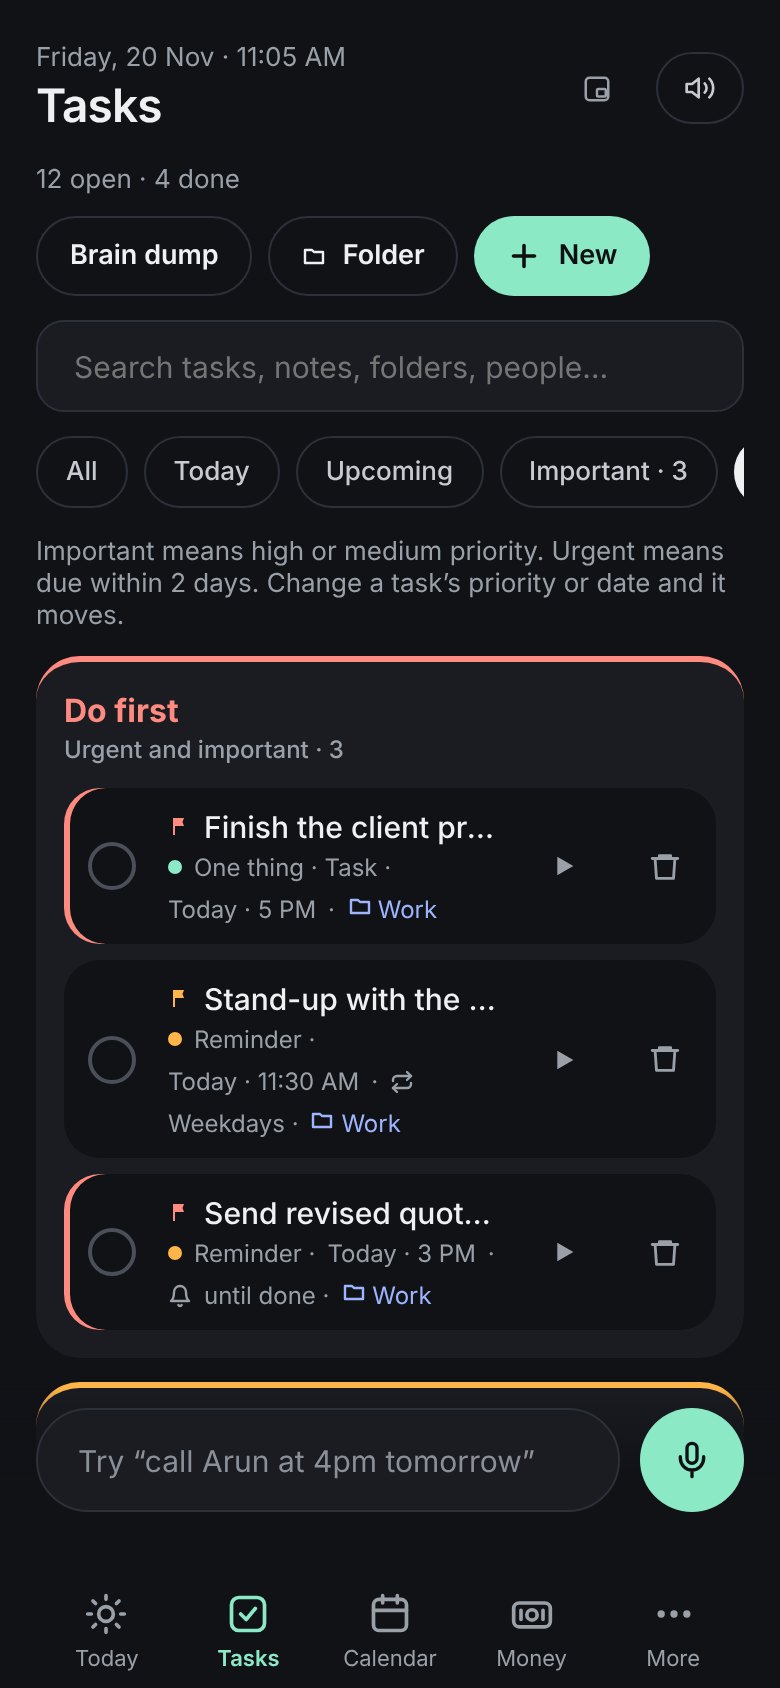 Friday, 20 Nov · 11:05 AM
Tasks
12 open · 4 done
Brain dump
Folder
New
Search tasks, notes, folders, people...
All
Today
Upcoming
Important · 3
Important means high or medium priority. Urgent means
due within 2 days. Change a task’s priority or date and it
moves.
Do first
Urgent and important · 3
Finish the client pr...
One thing · Task ·
Today · 5 PM · Work
Stand-up with the ...
Reminder ·
Today · 11:30 AM ·
Weekdays · Work
Send revised quot...
Reminder · Today · 3 PM ·
until done · Work
Try “call Arun at 4pm tomorrow”
Today
Tasks
Calendar
Money
More